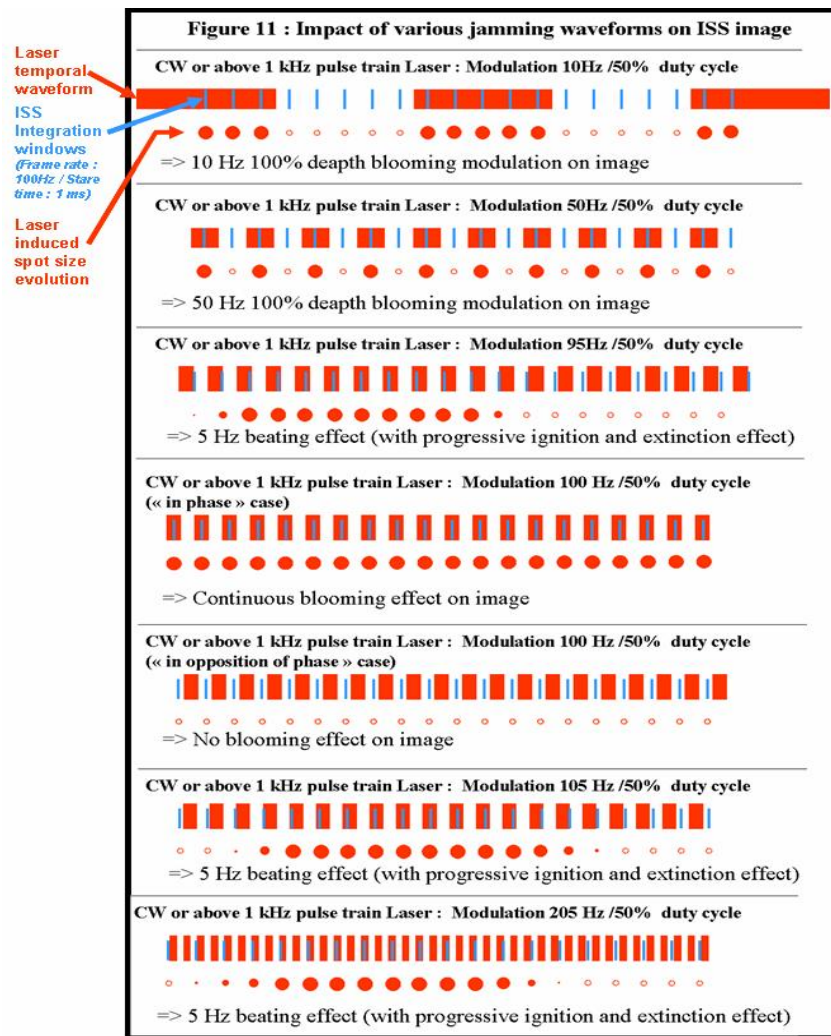 Figure 11 : Impact of various jamming waveforms on ISS image
Laser
temporal
waveform
ISS
Integration
windows
(Frame rate :
100Hz / Stare
time : 1 ms)
Laser
induced
spot size
evolution
CW or above 1 kHz pulse train Laser : Modulation 10Hz /50% duty cycle
=> 10 Hz 100% deapth blooming modulation on image
CW or above 1 kHz pulse train Laser : Modulation 50Hz /50% duty cycle
=> 50 Hz 100% deapth blooming modulation on image
CW or above 1 kHz pulse train Laser : Modulation 95Hz /50% duty cycle
=> 5 Hz beating effect (with progressive ignition and extinction effect)
CW or above 1 kHz pulse train Laser : Modulation 100 Hz /50% duty cycle
(« in phase » case)
=> Continuous blooming effect on image
CW or above 1 kHz pulse train Laser : Modulation 100 Hz /50% duty cycle
(« in opposition of phase » case)
=> No blooming effect on image
CW or above 1 kHz pulse train Laser : Modulation 105 Hz /50% duty cycle
=> 5 Hz beating effect (with progressive ignition and extinction effect)
CW or above 1 kHz pulse train Laser : Modulation 205 Hz /50% duty cycle
=> 5 Hz beating effect (with progressive ignition and extinction effect)